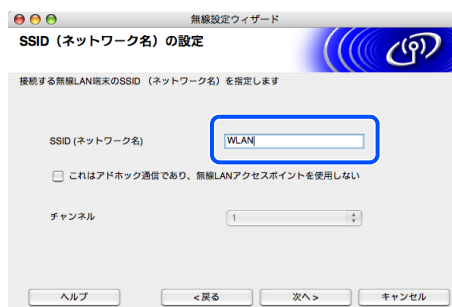 無線設定ウィザード
SSID（ネットワーク名）の設定
接続する無線LAN端末のSSID （ネットワーク名）を指定します
SSID (ネットワーク名) WLAN
これはアドホック通信であり、無線LANアクセスポイントを使用しない
チャンネル 1
ヘルプ <戻る 次へ> キャンセル